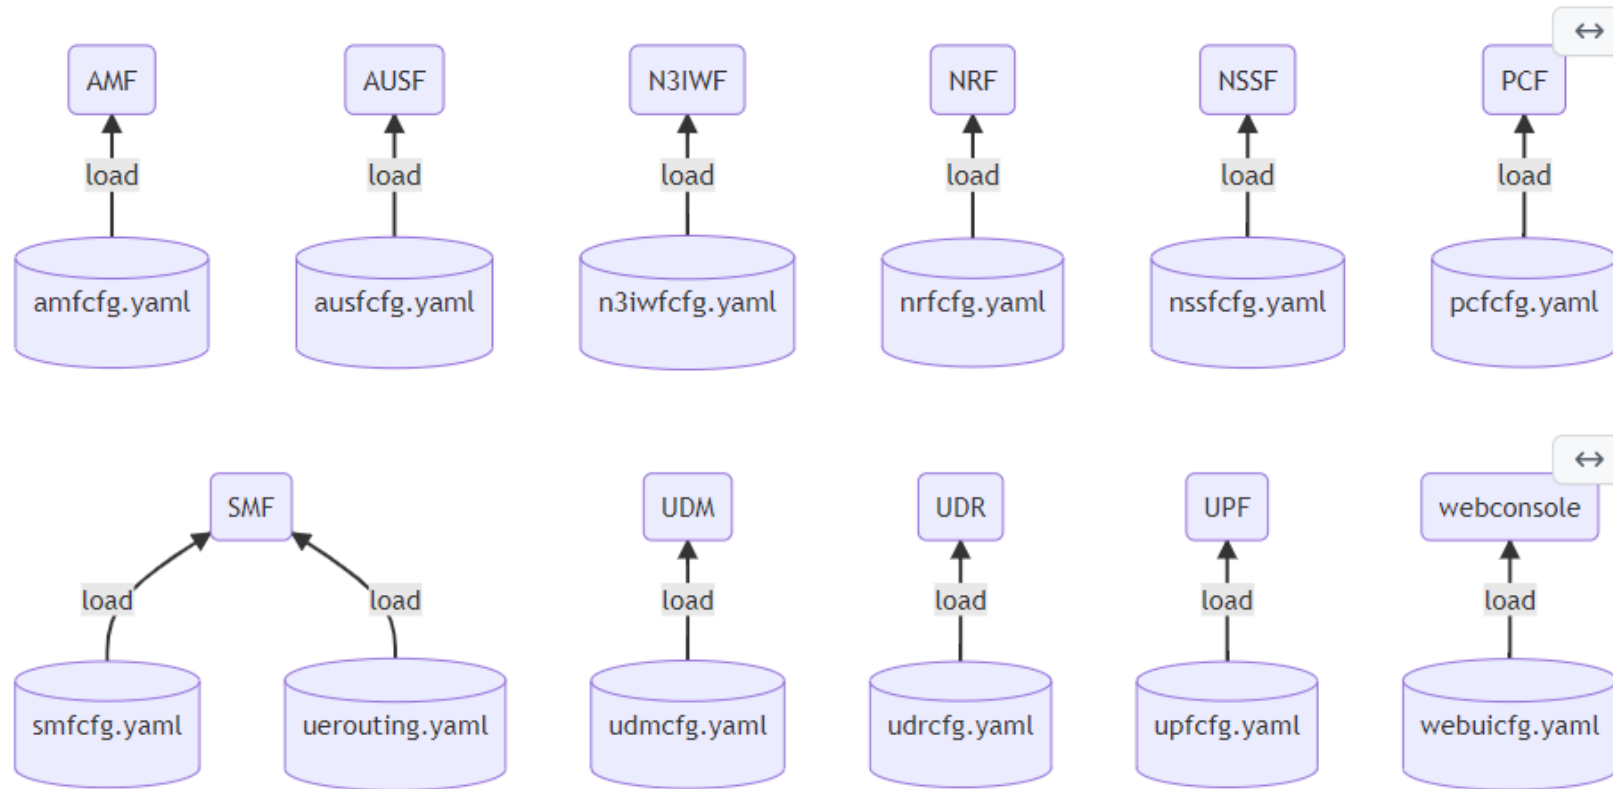 AMF
AUSF
N3IWF
NRF
NSSF
PCF
load
load
load
load
load
load
amfcfg.yaml
ausfcfg.yaml
n3iwfcfg.yaml
nrfcfg.yaml
nssfcfg.yaml
pcfcfg.yaml
SMF
UDM
UDR
UPF
webconsole
load
load
load
load
load
load
smfcfg.yaml
uerouting.yaml
udmcfg.yaml
udrcfg.yaml
upfcfg.yaml
webuicfg.yaml